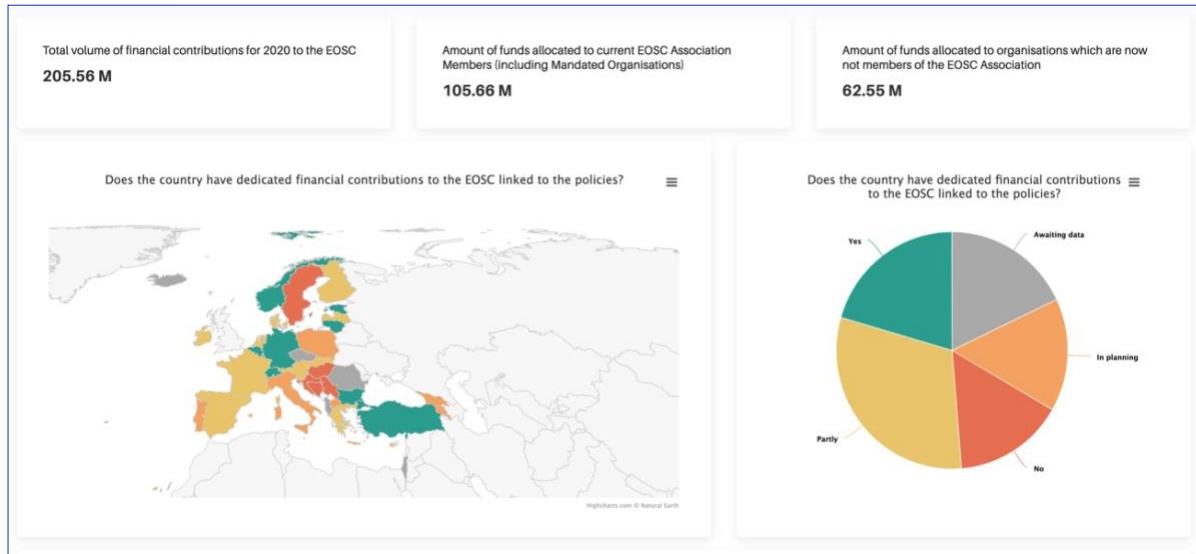 Total volume of financial contributions for 2020 to the EOSC
205.56 M
Amount of funds allocated to current EOSC Association
Members (including Mandated Organisations)
105.66 M
Amount of funds allocated to organisations which are now
not members of the EOSC Association
62.55 M
Does the country have dedicated financial contributions to the EOSC linked to the policies?
Highcharts.com © Natural Earth
Does the country have dedicated financial contributions
to the EOSC linked to the policies?
Yes
Awaiting data
In planning
Partly
No